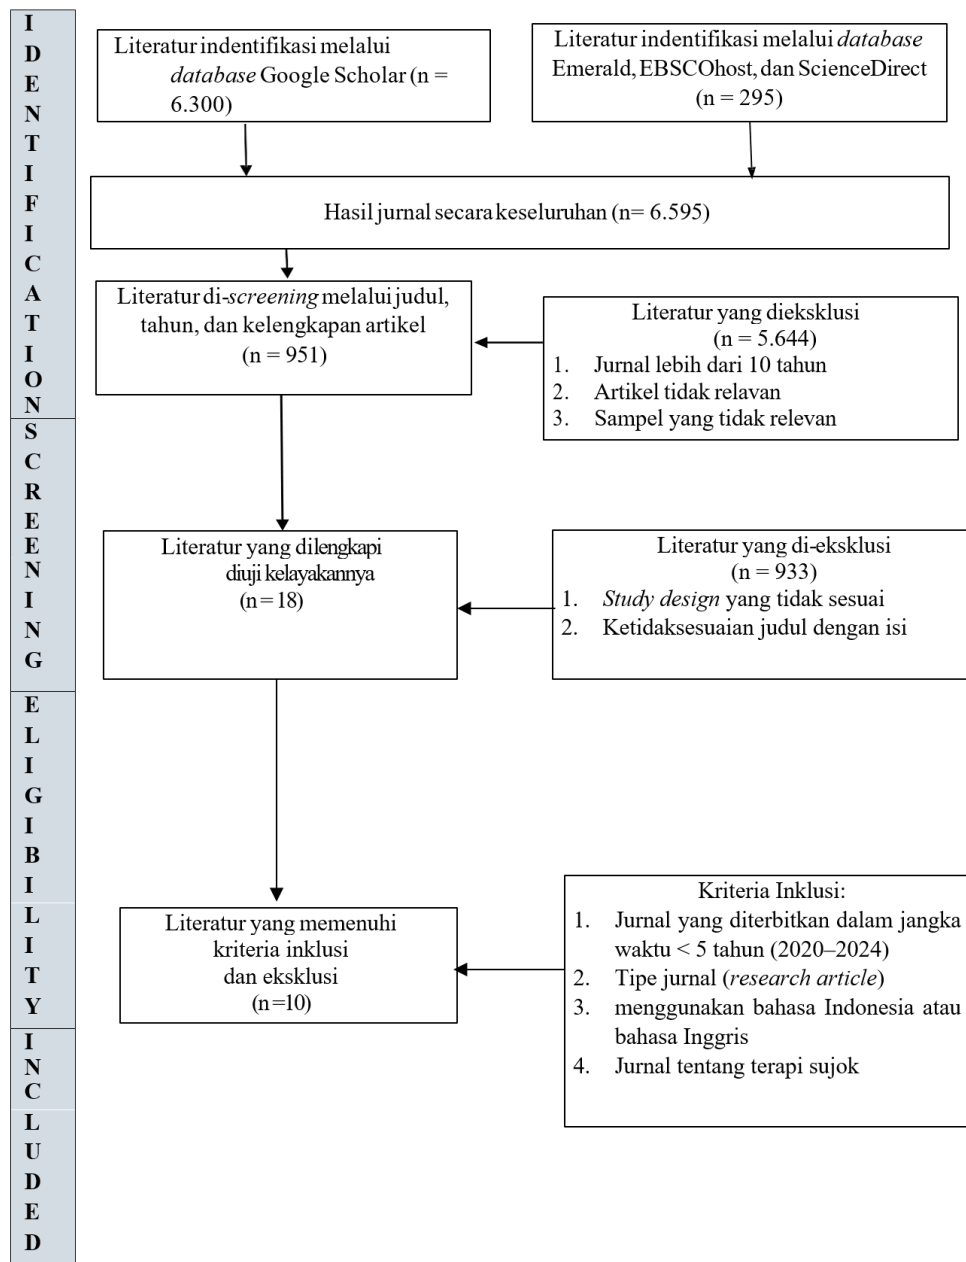 IDENTIFICATION
Literatur indentifikasi melalui
database Google Scholar (n =
6.300)
Literatur indentifikasi melalui database
Emerald, EBSCOhost, dan ScienceDirect
(n = 295)
Hasil jurnal secara keseluruhan (n= 6.595)
Literatur di-screening melalui judul,
tahun, dan kelengkapan artikel
(n = 951)
Literatur yang dieksklusi
(n = 5.644)
1. Jurnal lebih dari 10 tahun
2. Artikel tidak relavan
3. Sampel yang tidak relevan
SCREEENING
Literatur yang dilengkapi
diuji kelayakannya
(n=18)
Literatur yang di-eksklusi
(n = 933)
1. Study design yang tidak sesuai
2. Ketidaksesuaian judul dengan isi
ELIGIBILITY
Literatur yang memenuhi
kriteria inklusi
dan eksklusi
(n=10)
Kriteria Inklusi:
1. Jurnal yang diterbitkan dalam jangka
waktu < 5 tahun (2020–2024)
2. Tipe jurnal (research article)
3. menggunakan bahasa Indonesia atau
bahasa Inggris
4. Jurnal tentang terapi sujok
INCLUDED